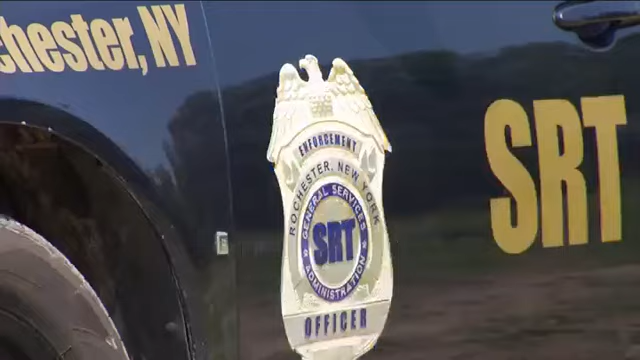 chester, NY
ENFORCEMENT
ROCHESTER, NEW YORK
GENERAL SERVICES
SRT
ADMINISTRATION
OFFICER
SRT